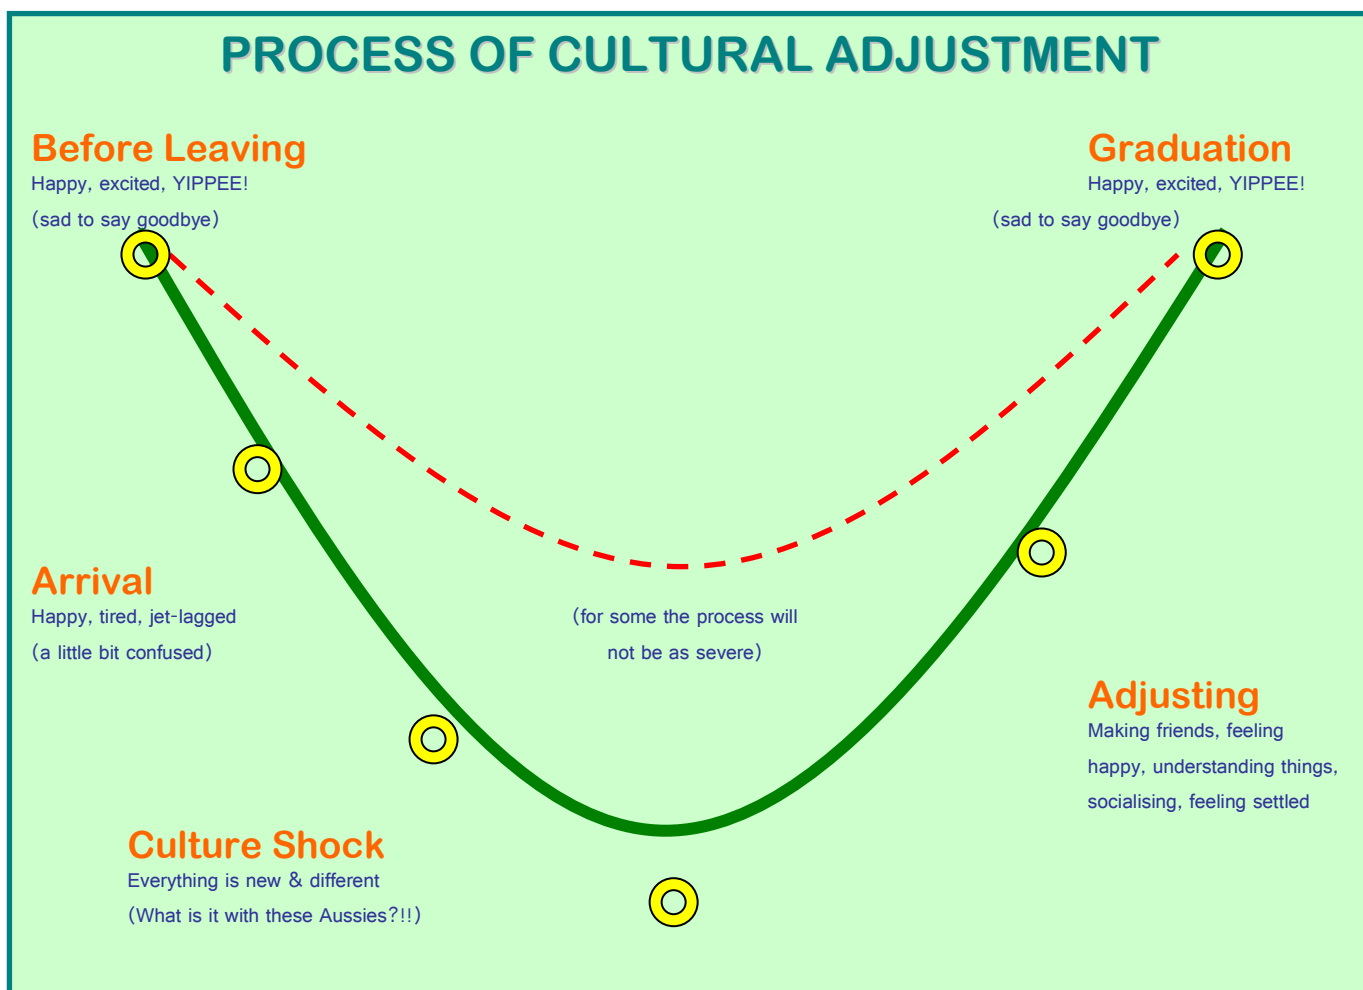 PROCESS OF CULTURAL ADJUSTMENT
Before Leaving
Happy, excited, YIPPEE!
(sad to say goodbye)
Graduation
Happy, excited, YIPPEE!
(sad to say goodbye)
Arrival
Happy, tired, jet-lagged
(a little bit confused)
(for some the process will
not be as severe)
Adjusting
Making friends, feeling
happy, understanding things,
socialising, feeling settled
Culture Shock
Everything is new & different
(What is it with these Aussies?!!)